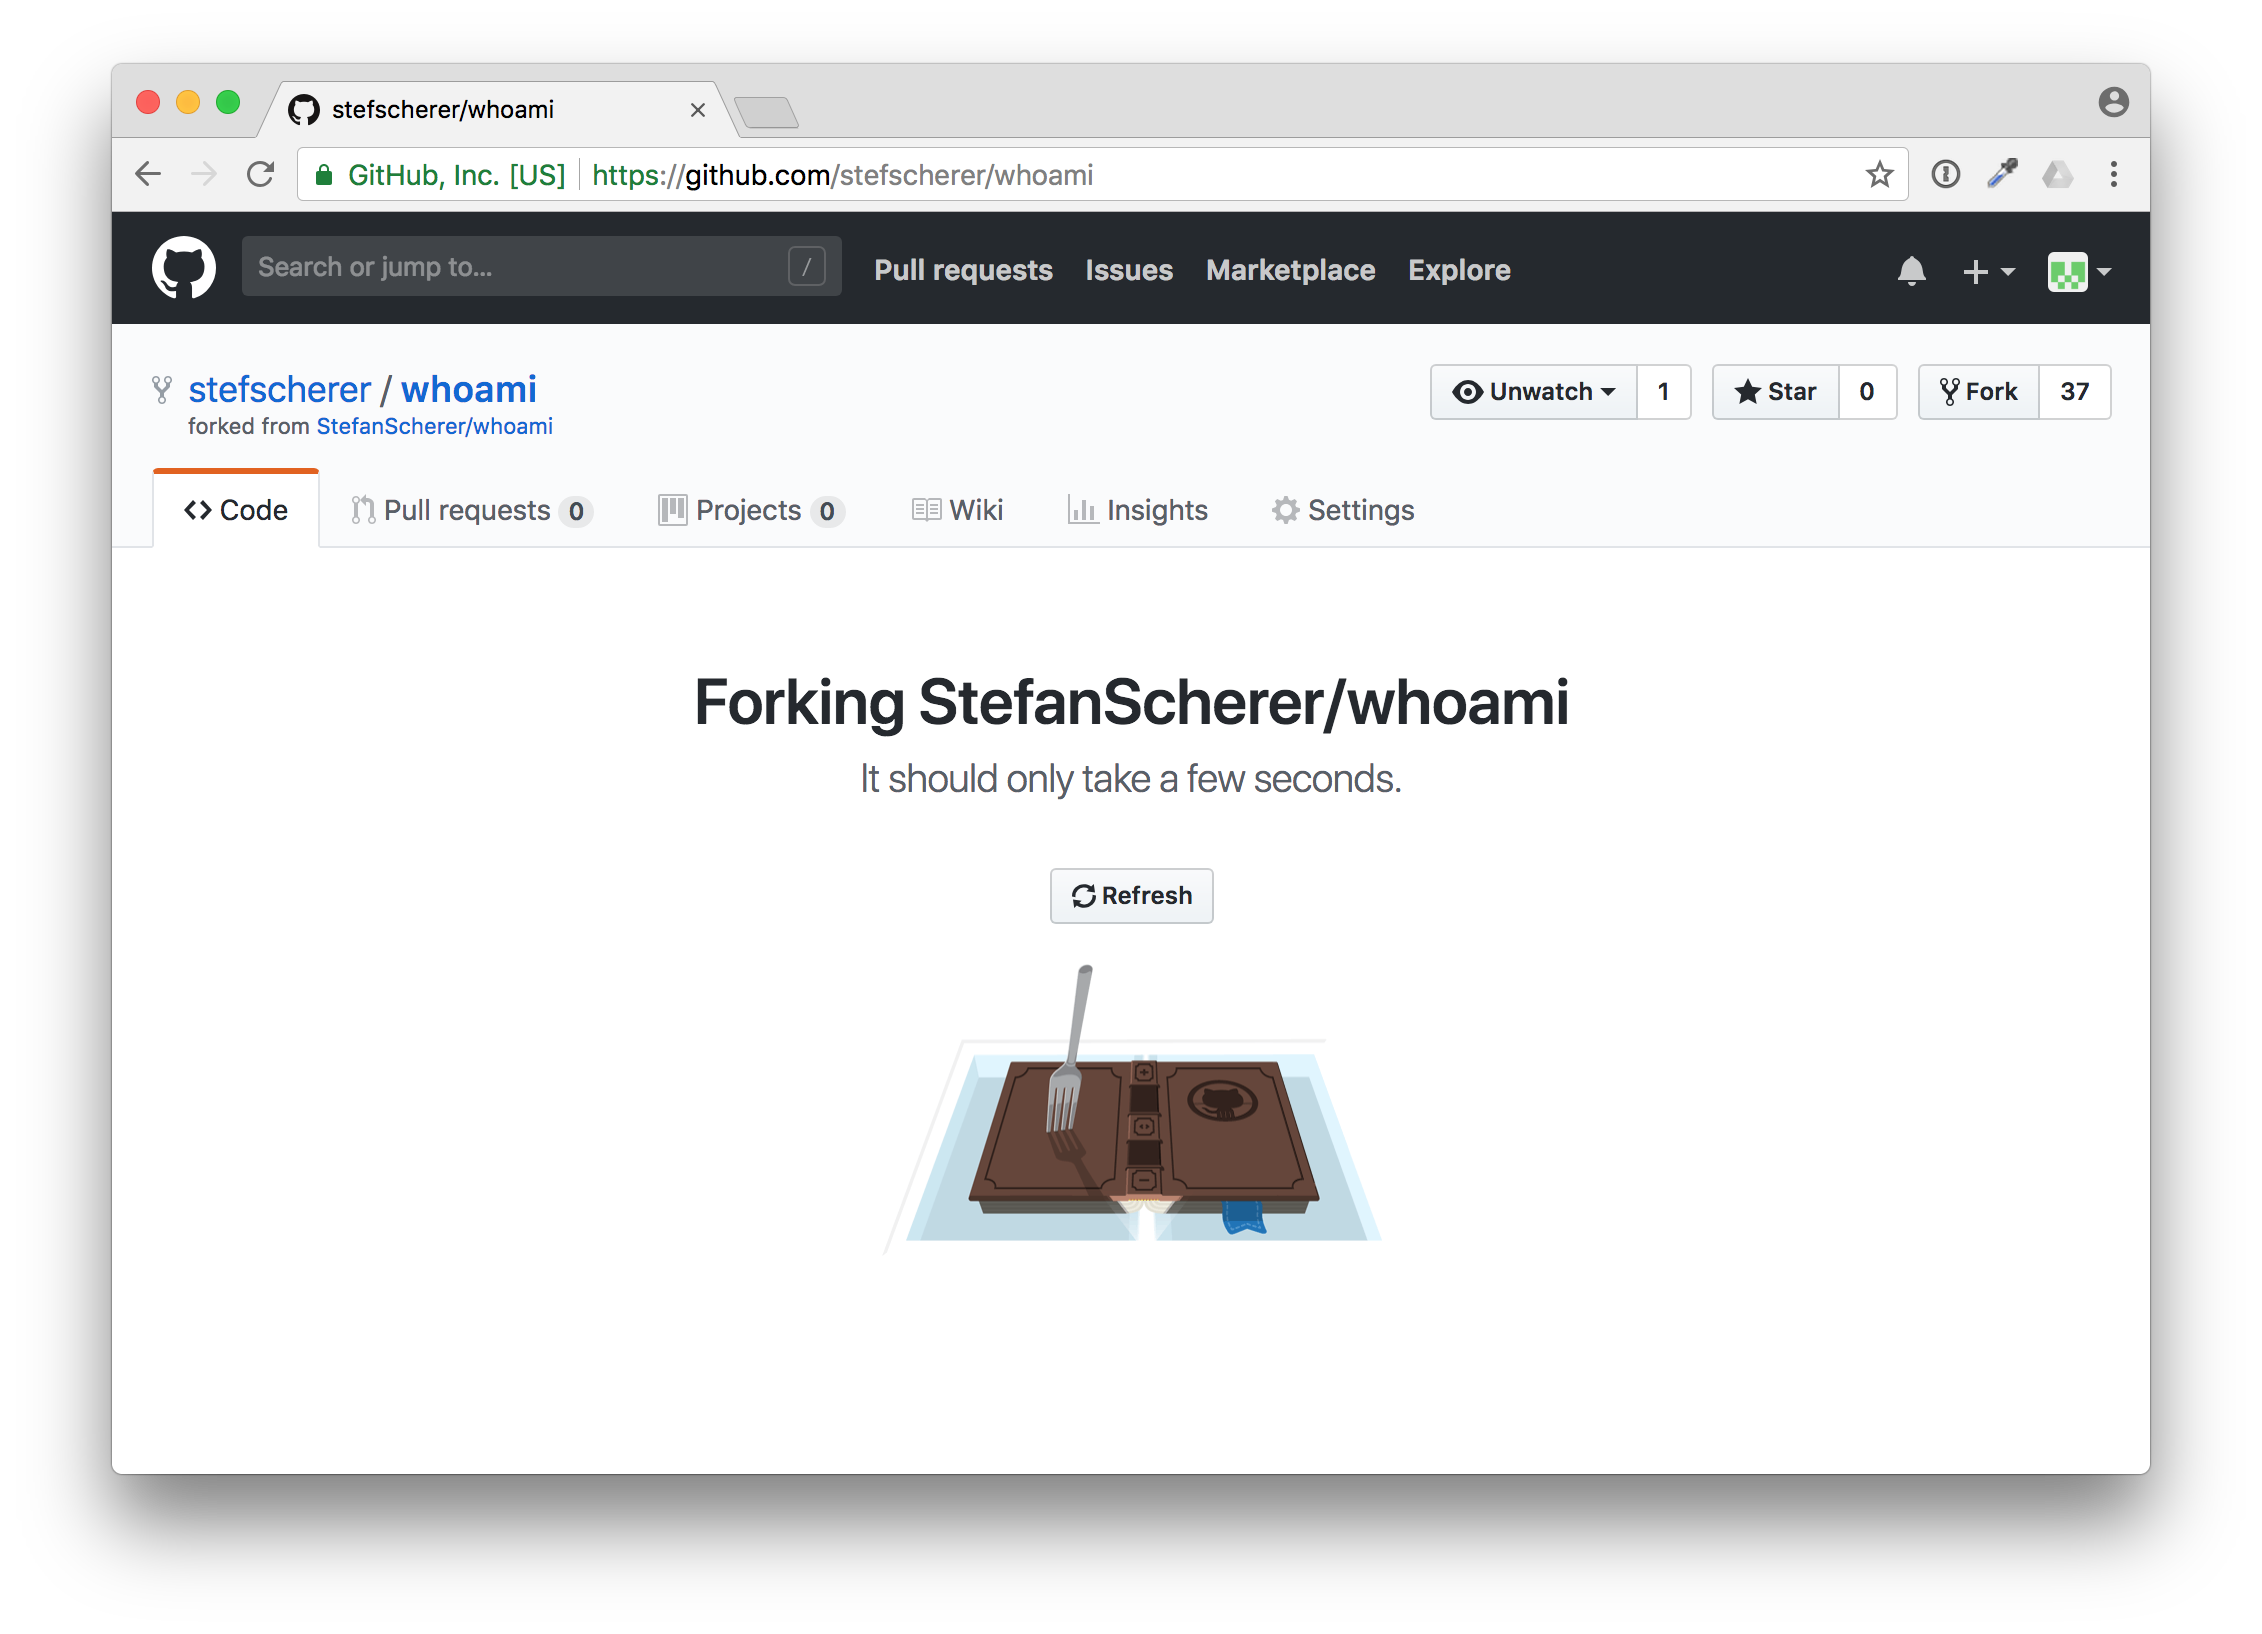 stefscherer/whoami
GitHub, Inc. [US] https://github.com/stefscherer/whoami
Search or jump to... / Pull requests Issues Marketplace Explore
stefscherer / whoami Unwatch 1 Star 0 Fork 37
forked from StefanScherer/whoami
Code Pull requests 0 Projects 0 Wiki Insights Settings
Forking StefanScherer/whoami
It should only take a few seconds.
Refresh